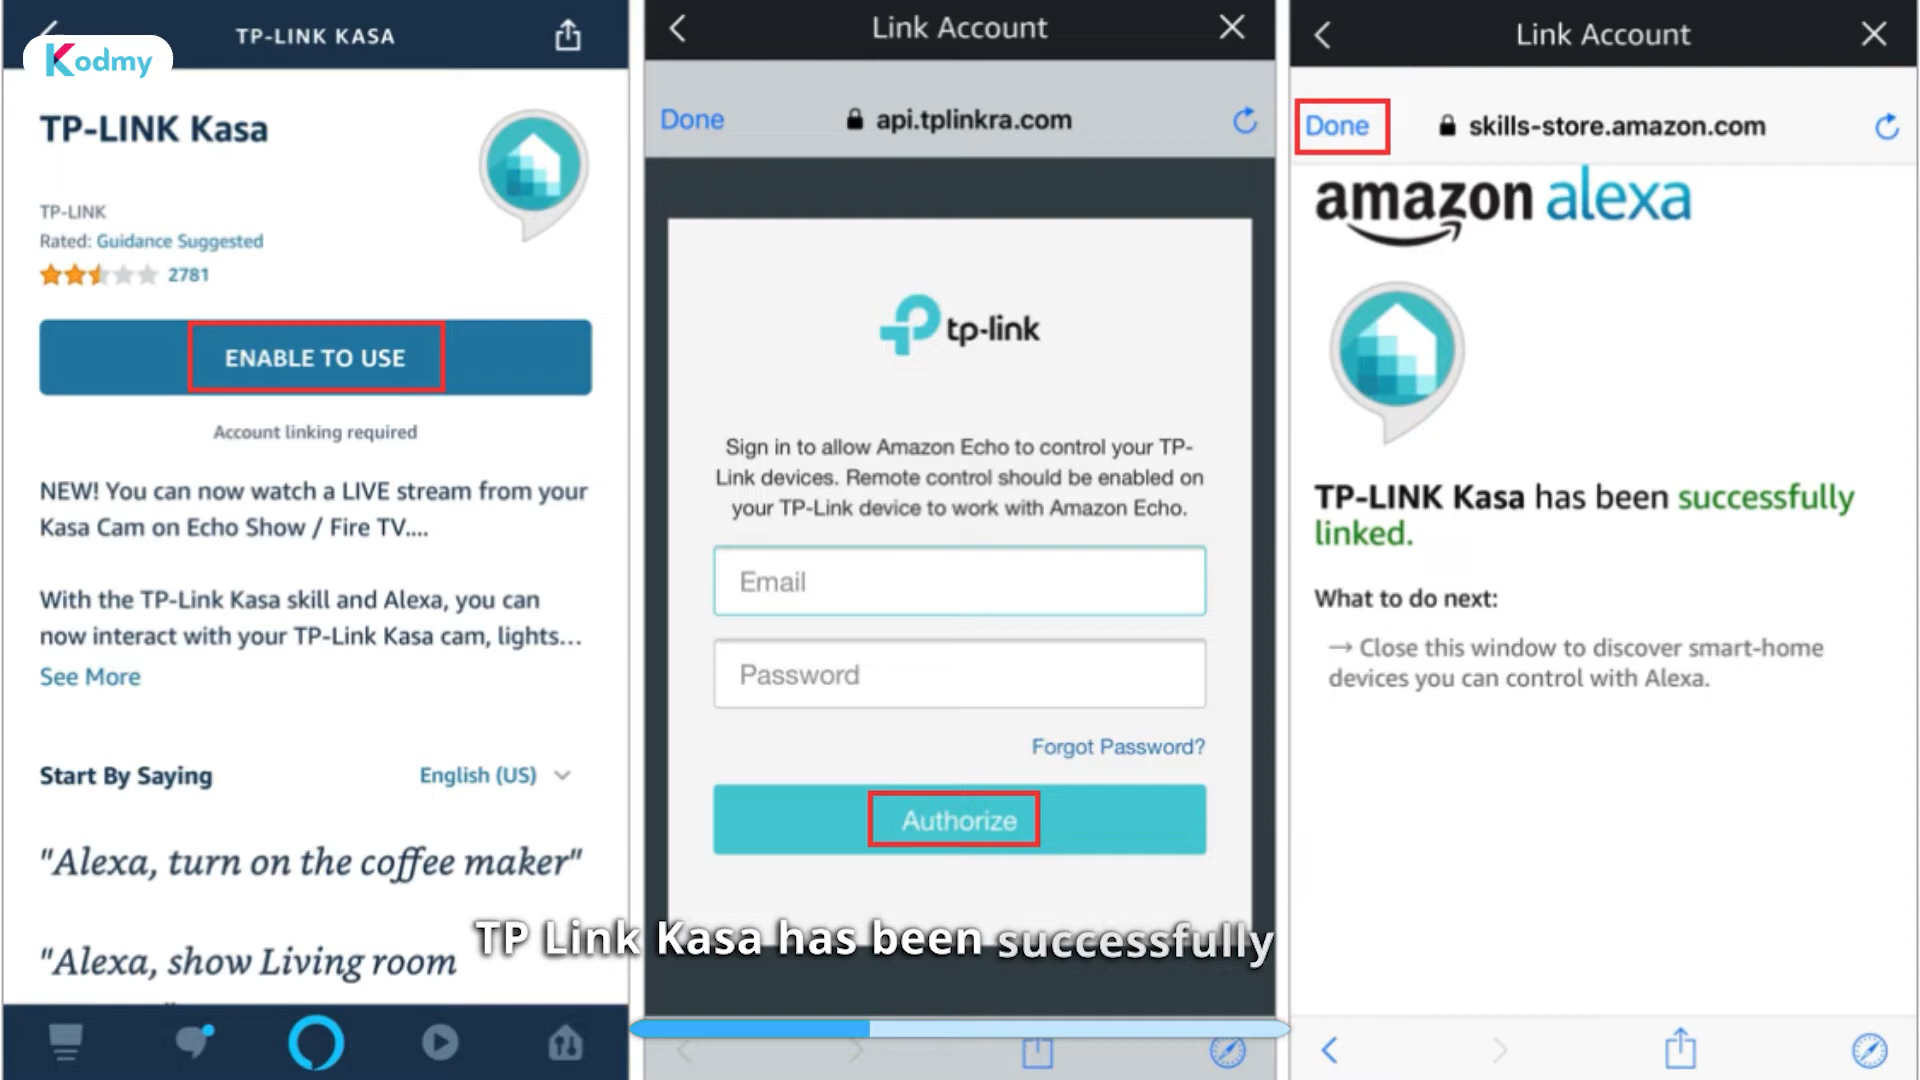 Kodmy
TP-LINK KASA
TP-LINK Kasa
TP-LINK
Rated: Guidance Suggested
2781
ENABLE TO USE
Account linking required
NEW! You can now watch a LIVE stream from your
Kasa Cam on Echo Show / Fire TV....
With the TP-Link Kasa skill and Alexa, you can
now interact with your TP-Link Kasa cam, lights...
See More
Start By Saying
English (US)
"Alexa, turn on the coffee maker"
"Alexa, show Living room
Link Account
Done
api.tplinkra.com
tp-link
Sign in to allow Amazon Echo to control your TP-
Link devices. Remote control should be enabled on
your TP-Link device to work with Amazon Echo.
Email
Password
Forgot Password?
Authorize
Link Account
Done
skills-store.amazon.com
amazon alexa
TP-LINK Kasa has been successfully
linked.
What to do next:
→ Close this window to discover smart-home
devices you can control with Alexa.
TP Link Kasa has been successfully